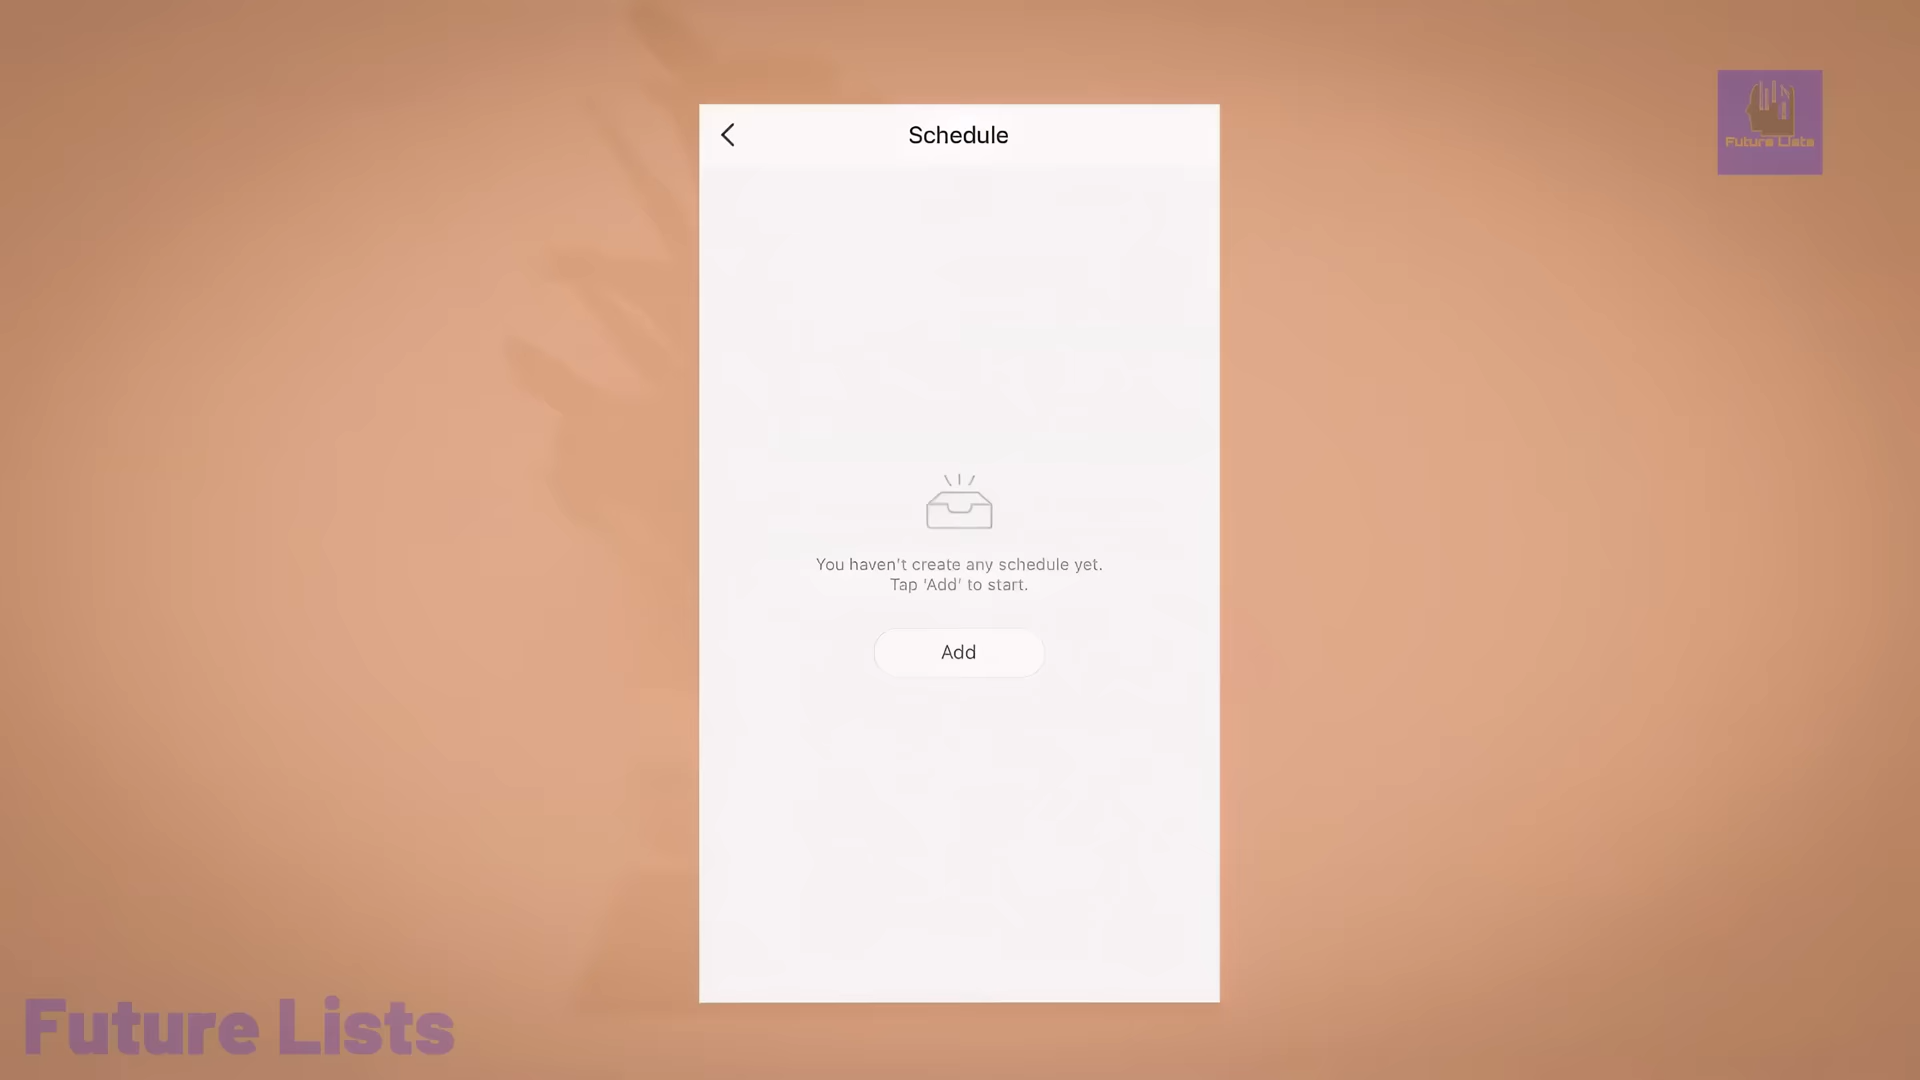 Schedule
Future Lists
You haven't create any schedule yet.
Tap 'Add' to start.
Add
Future Lists